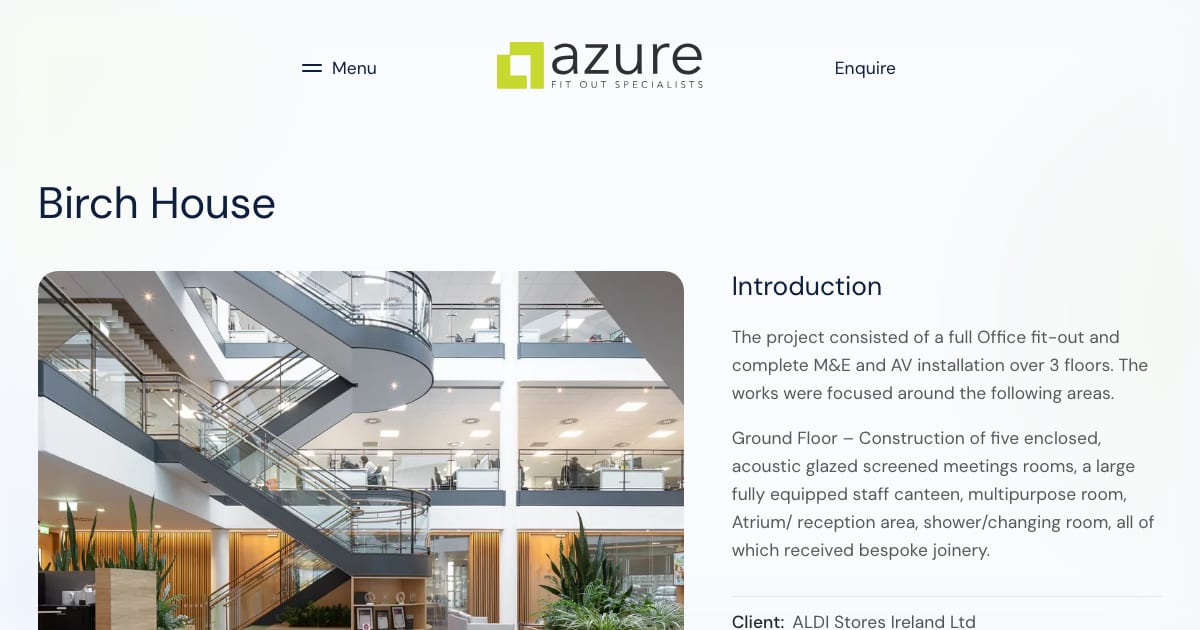 Menu
azure
FIT OUT SPECIALISTS
Enquire
Birch House
Introduction
The project consisted of a full Office fit-out and
complete M&E and AV installation over 3 floors. The
works were focused around the following areas.
Ground Floor – Construction of five enclosed,
acoustic glazed screened meetings rooms, a large
fully equipped staff canteen, multipurpose room,
Atrium/ reception area, shower/changing room, all of
which received bespoke joinery.
Client: ALDI Stores Ireland Ltd